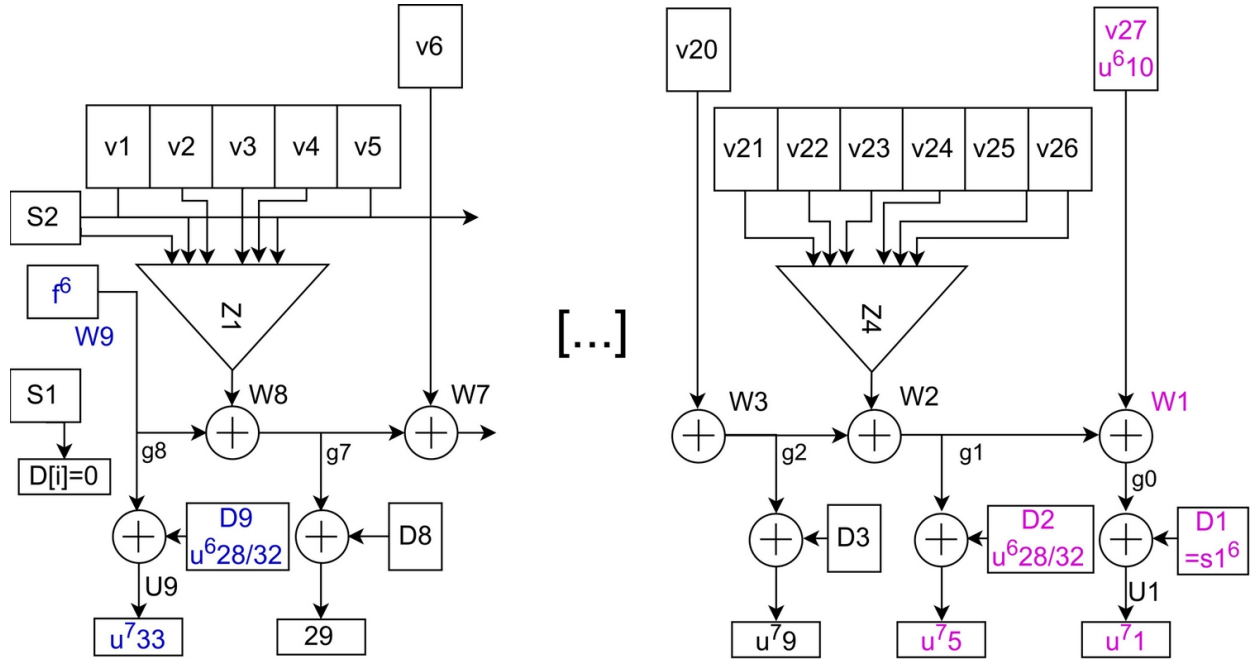 v6
v20
v27
u⁶10
v1 v2 v3 v4 v5
v21 v22 v23 v24 v25 v26
S2
f⁶
Z1
Z4
W9
[...]
S1
W8
W7
W3
W2
W1
g8
g7
g2
g1
g0
D[i]=0
D9
u⁶28/32
D8
D3
D2
u⁶28/32
D1
=s1⁶
U9
U1
u⁷33
29
u⁷9
u⁷5
u⁷1